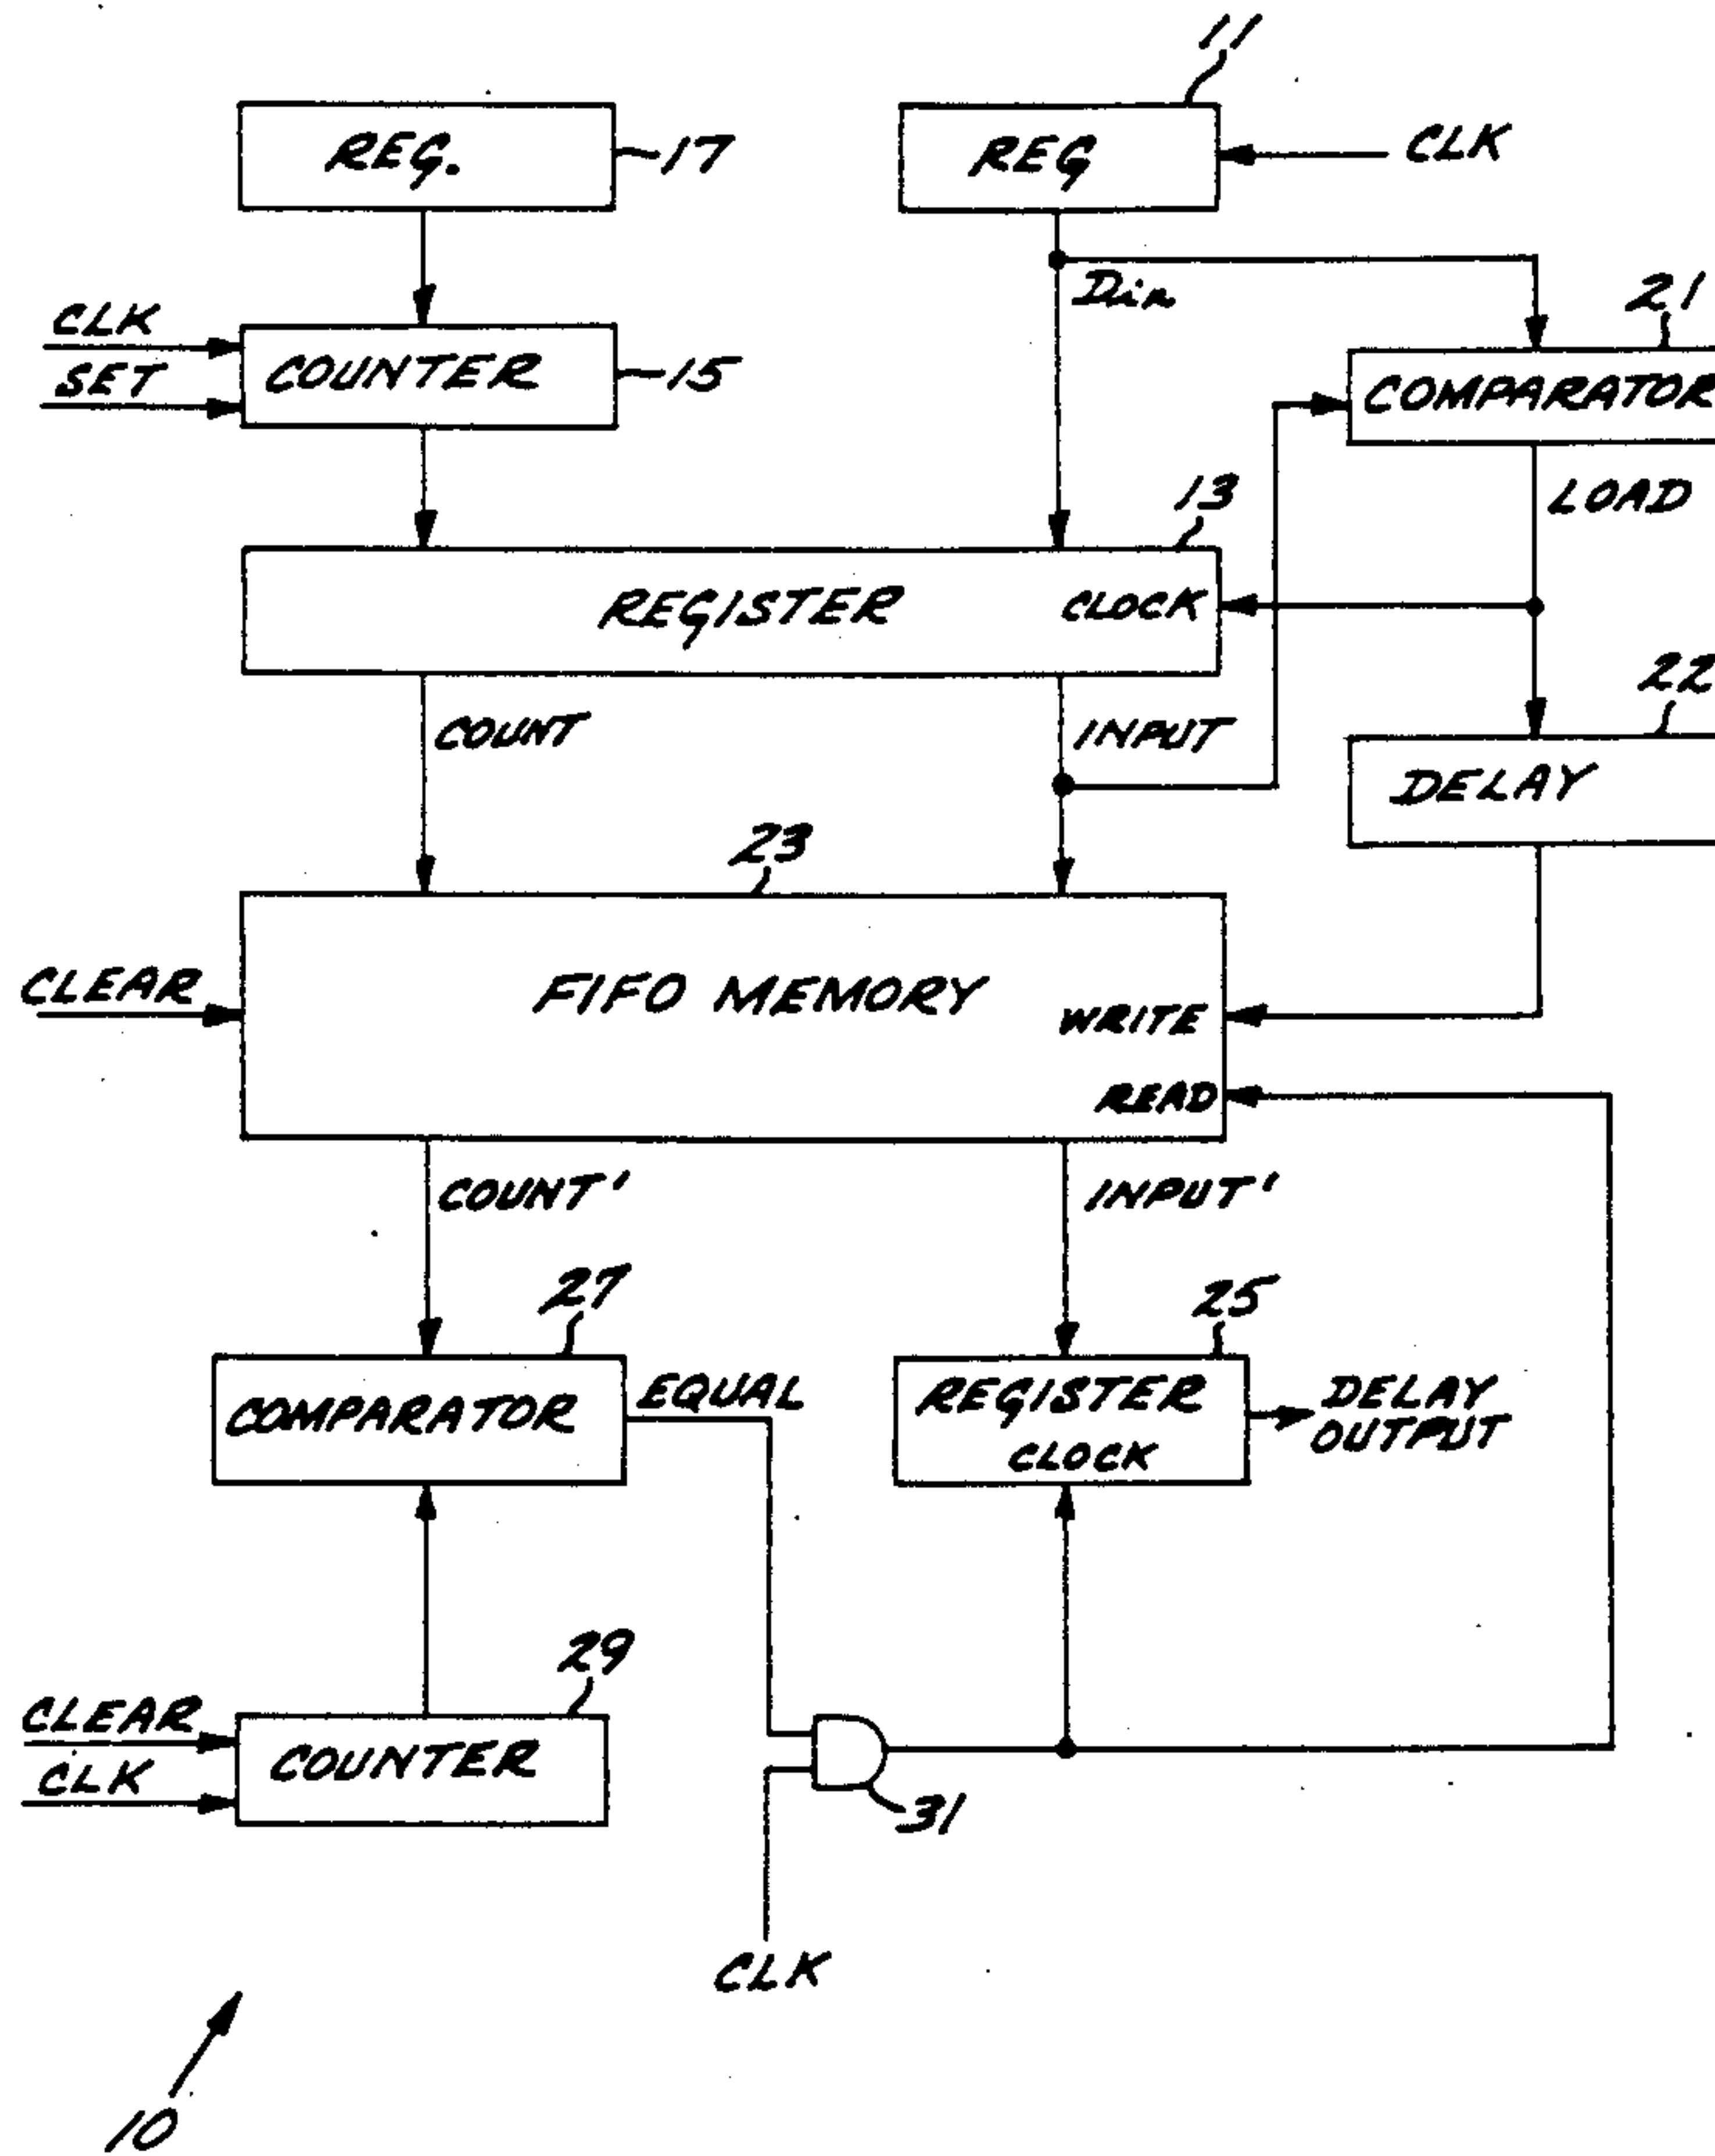 11
REG.
17
REG
CLK
Din
21
CLK
SET
COUNTER
15
COMPARATOR
13
LOAD
REGISTER
CLOCK
22
COUNT
INPUT
DELAY
23
CLEAR
FIFO MEMORY
WRITE
READ
COUNT'
INPUT'
27
25
COMPARATOR
EQUAL
REGISTER
CLOCK
DELAY
OUTPUT
29
CLEAR
CLK
COUNTER
31
CLK
10